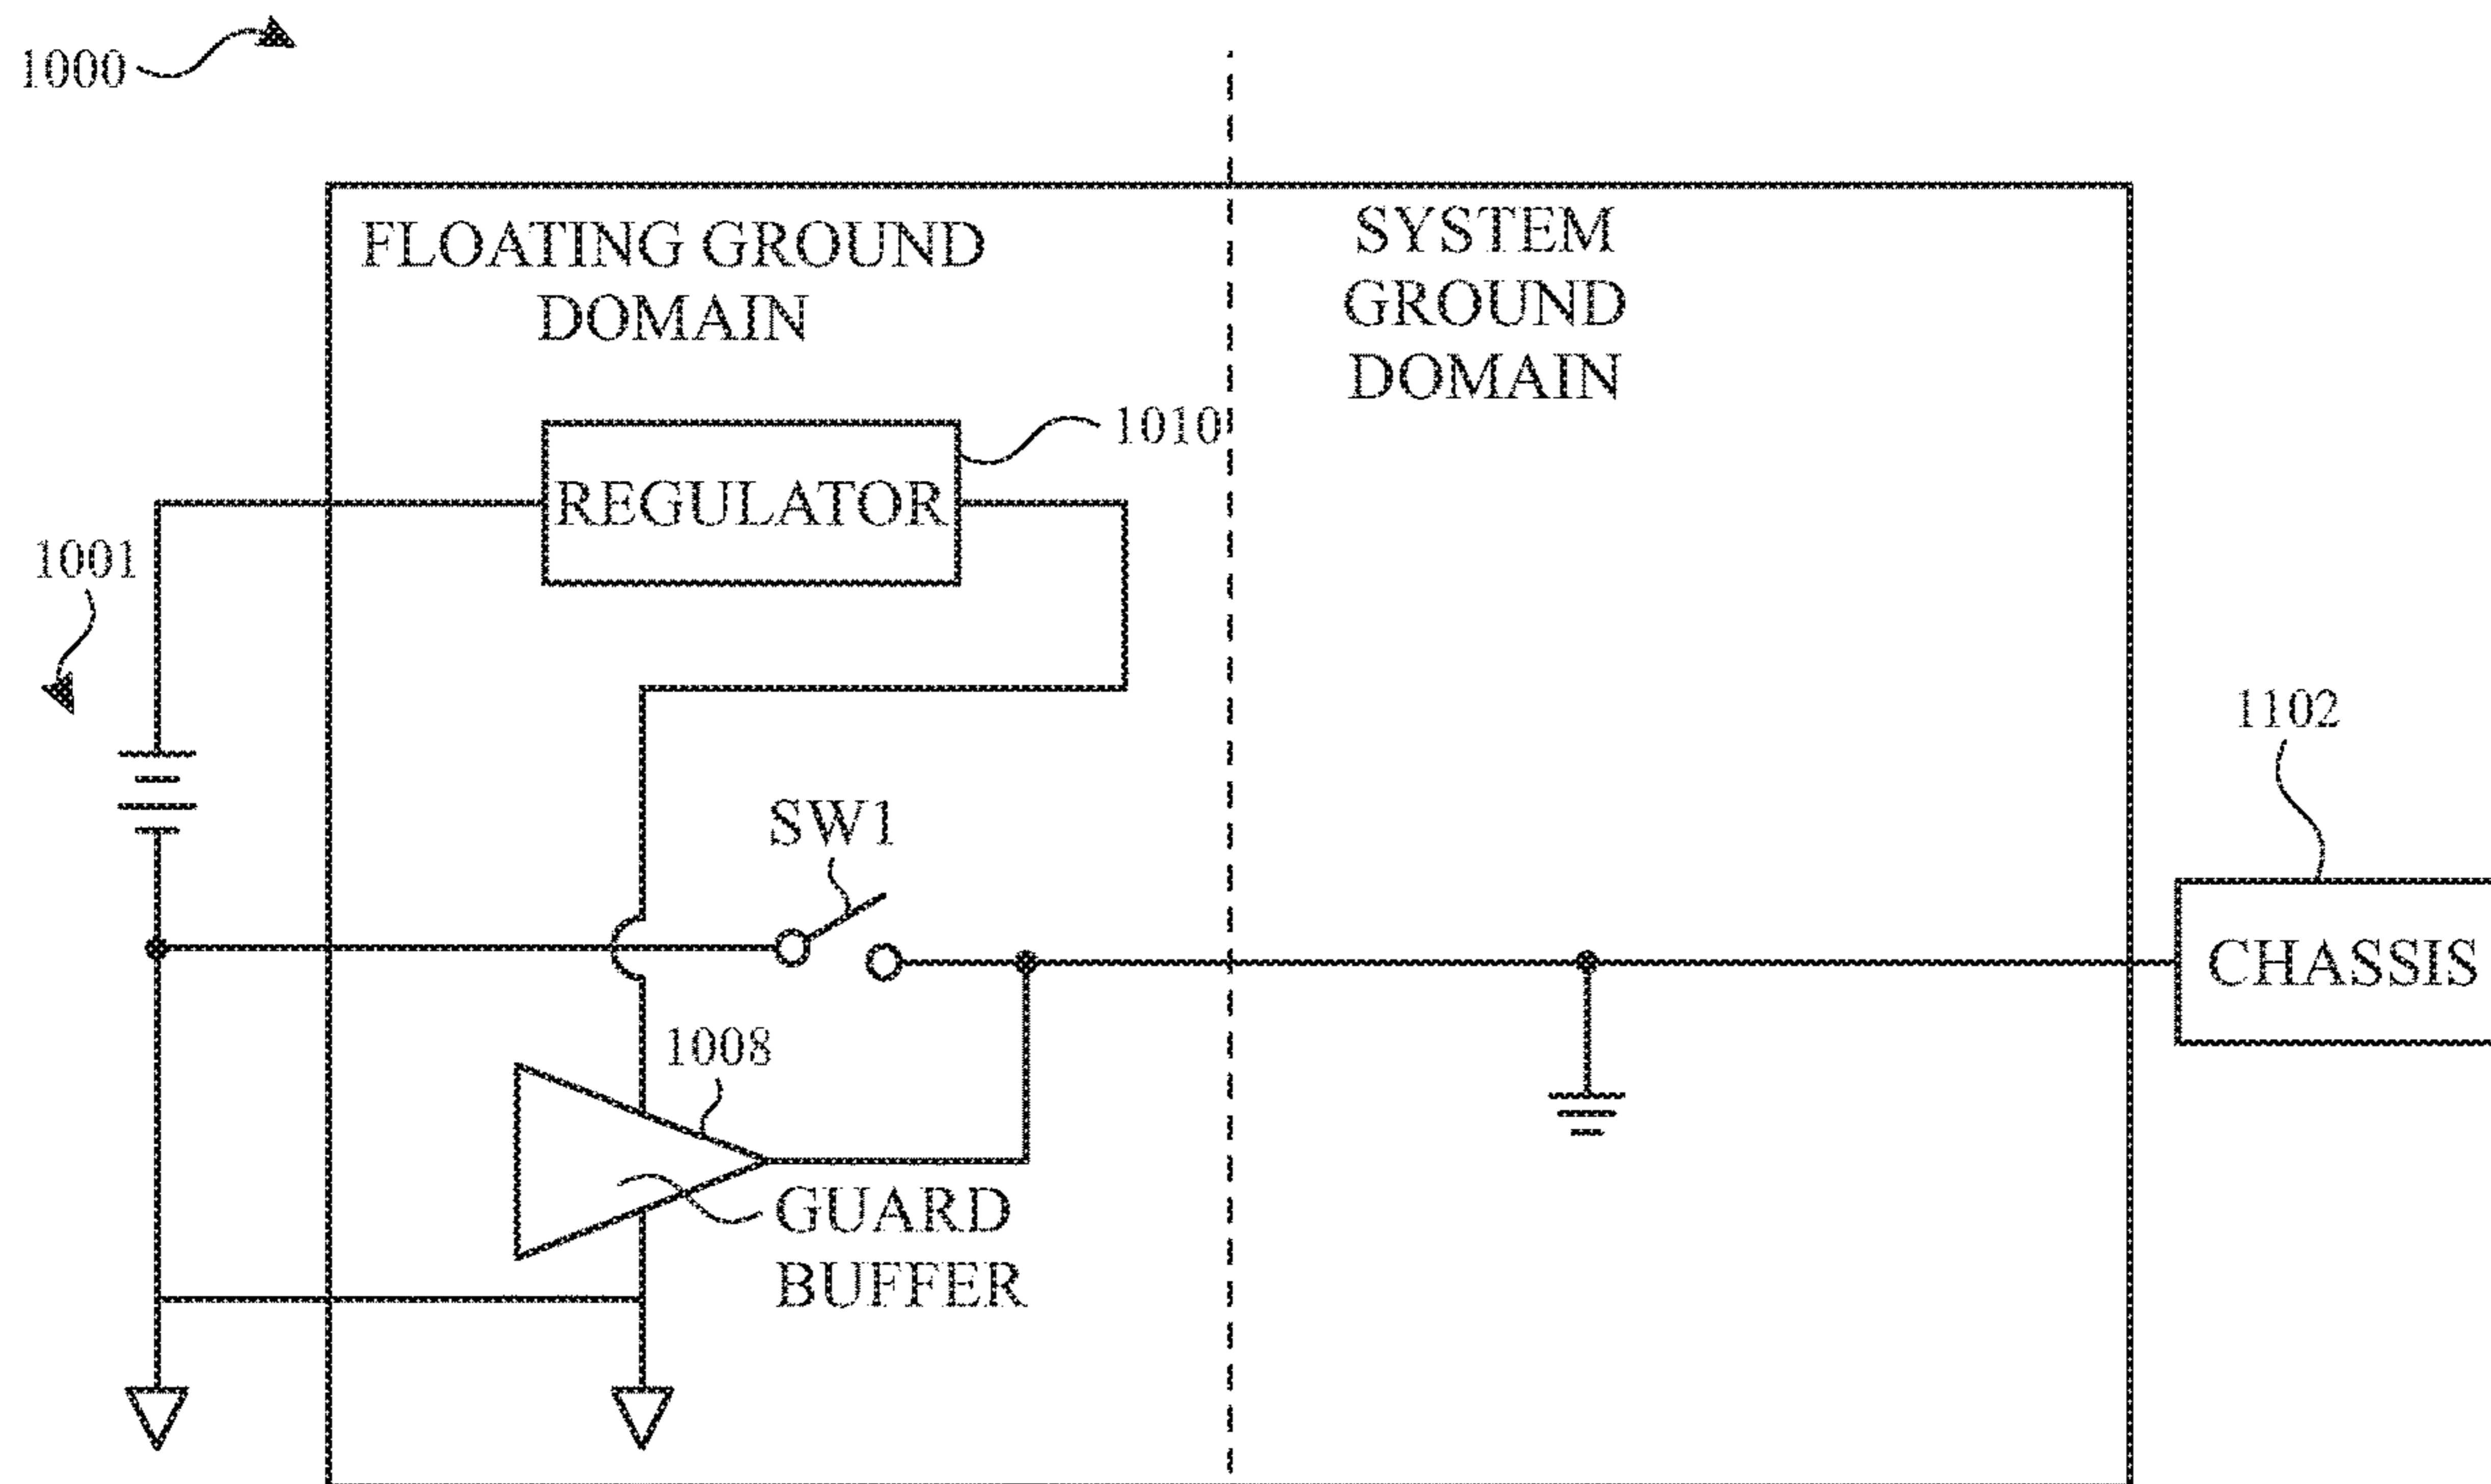 1000
FLOATING GROUND
DOMAIN
SYSTEM
GROUND
DOMAIN
1010
REGULATOR
1001
1102
SW1
CHASSIS
1008
GUARD
BUFFER